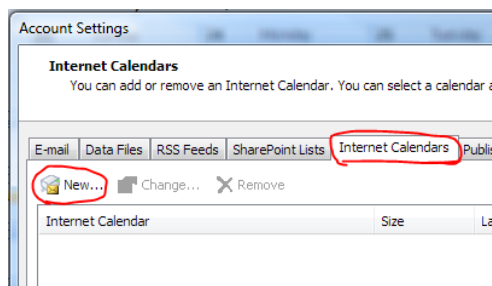 Account Settings
Internet Calendars
You can add or remove an Internet Calendar. You can select a calendar
E-mail Data Files RSS Feeds SharePoint Lists Internet Calendars
New... Change... Remove
Internet Calendar Size